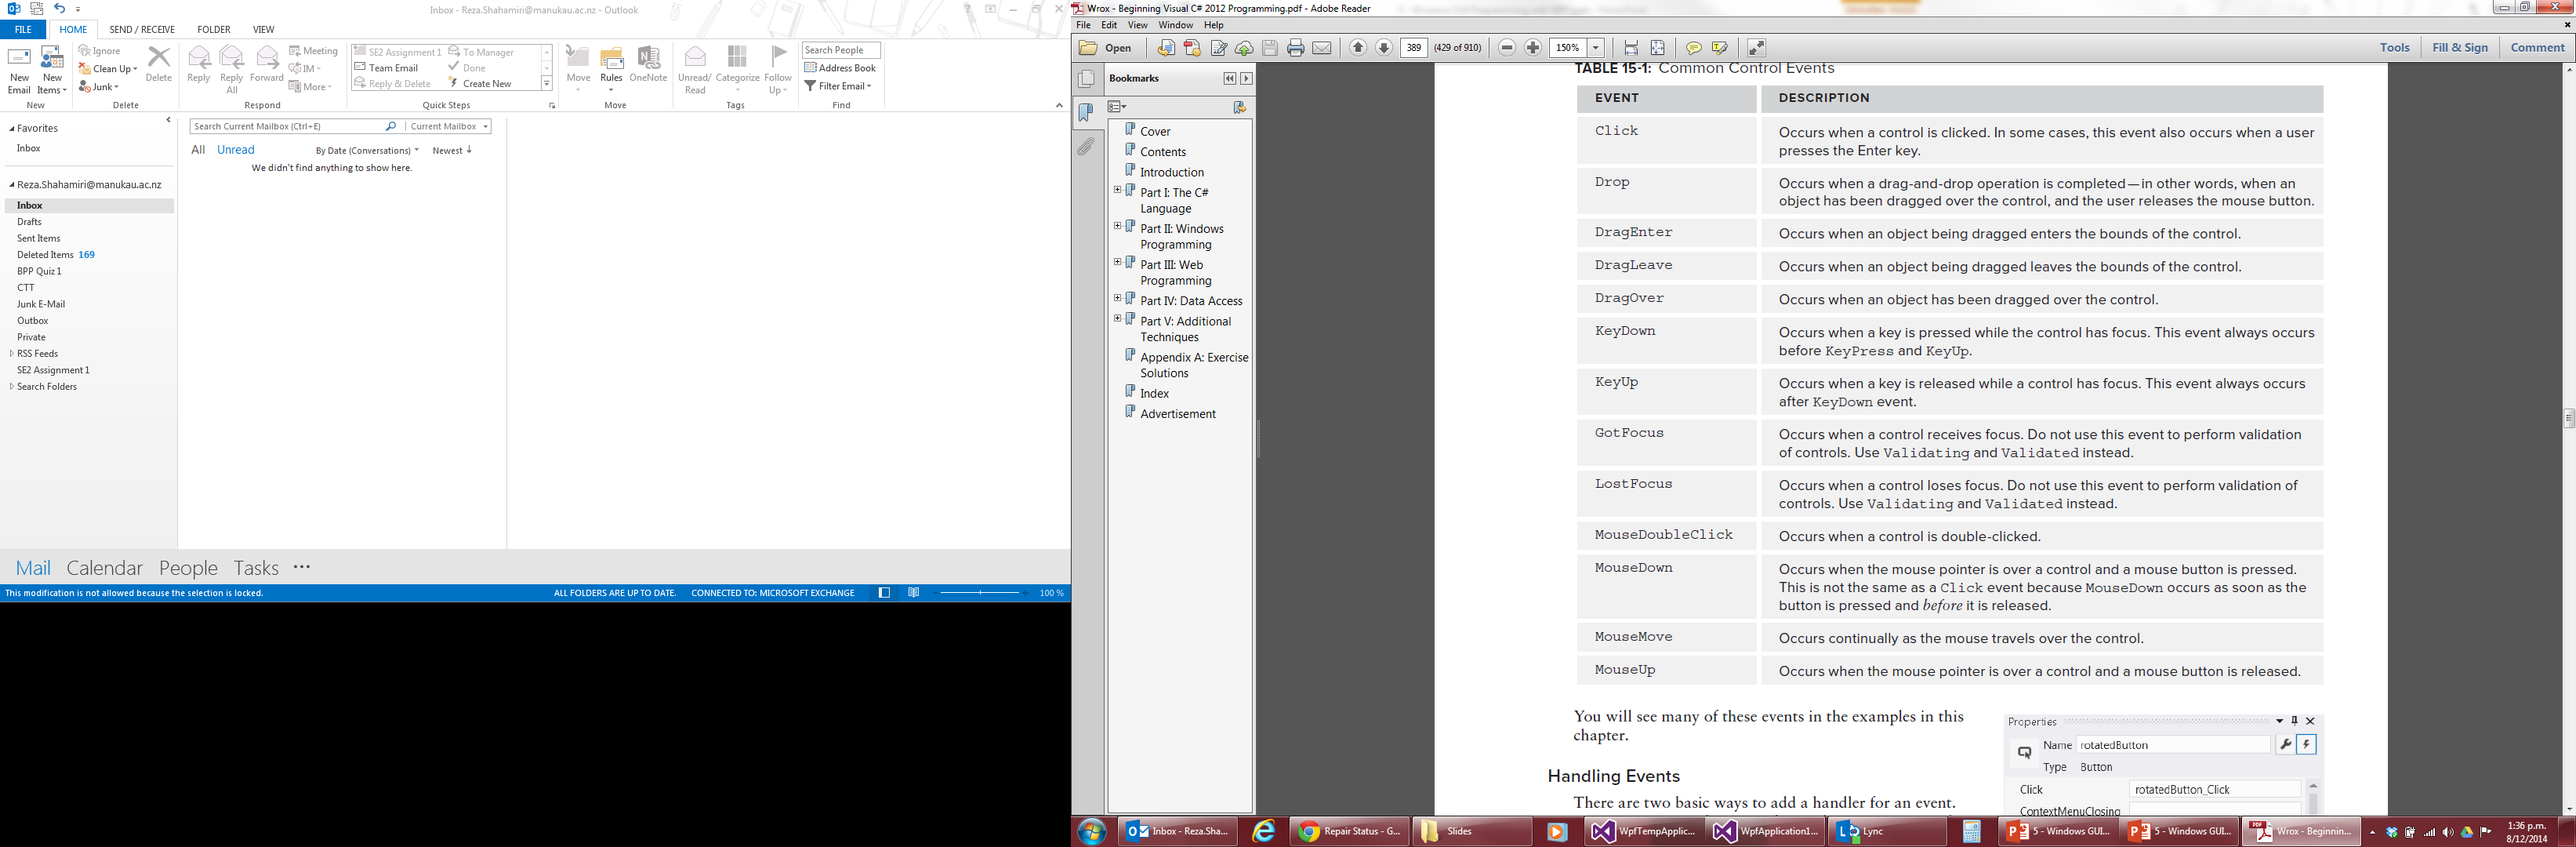 Inbox - Reza.Shahamiri@manukau.ac.nz - Outlook
FILE HOME SEND / RECEIVE FOLDER VIEW
New Email
New Items
New
Ignore
Clean Up
Junk
Delete
Delete
Reply
Reply All
Forward
Meeting
IM
More
Respond
SE2 Assignment 1
Team Email
Reply & Delete
To Manager
Done
Create New
Quick Steps
Move
Rules
OneNote
Move
Unread/ Read
Categorize
Follow Up
Tags
Search People
Address Book
Filter Email
Find
Favorites
Inbox
Reza.Shahamiri@manukau.ac.nz
Inbox
Drafts
Sent Items
Deleted Items 169
BPP Quiz 1
CTT
Junk E-Mail
Outbox
Private
RSS Feeds
SE2 Assignment 1
Search Folders
Search Current Mailbox (Ctrl+E)
Current Mailbox
All Unread
By Date (Conversations) Newest
We didn't find anything to show here.
Mail Calendar People Tasks •••
This modification is not allowed because the selection is locked.
ALL FOLDERS ARE UP TO DATE. CONNECTED TO: MICROSOFT EXCHANGE 100 %
Wrox - Beginning Visual C# 2012 Programming.pdf - Adobe Reader
File Edit View Window Help
Open
389 (429 of 910)
150%
Tools Fill & Sign Comment
Bookmarks
Cover
Contents
Introduction
Part I: The C#
Language
Part II: Windows
Programming
Part III: Web
Programming
Part IV: Data Access
Part V: Additional
Techniques
Appendix A: Exercise
Solutions
Index
Advertisement
TABLE 15-1: Common Control Events
EVENT DESCRIPTION
Click Occurs when a control is clicked. In some cases, this event also occurs when a user
presses the Enter key.
Drop Occurs when a drag-and-drop operation is completed—in other words, when an
object has been dragged over the control, and the user releases the mouse button.
DragEnter Occurs when an object being dragged enters the bounds of the control.
DragLeave Occurs when an object being dragged leaves the bounds of the control.
DragOver Occurs when an object has been dragged over the control.
KeyDown Occurs when a key is pressed while the control has focus. This event always occurs
before KeyPress and KeyUp.
KeyUp Occurs when a key is released while a control has focus. This event always occurs
after KeyDown event.
GotFocus Occurs when a control receives focus. Do not use this event to perform validation
of controls. Use Validating and Validated instead.
LostFocus Occurs when a control loses focus. Do not use this event to perform validation of
controls. Use Validating and Validated instead.
MouseDoubleClick Occurs when a control is double-clicked.
MouseDown Occurs when the mouse pointer is over a control and a mouse button is pressed.
This is not the same as a Click event because MouseDown occurs as soon as the
button is pressed and before it is released.
MouseMove Occurs continually as the mouse travels over the control.
MouseUp Occurs when the mouse pointer is over a control and a mouse button is released.
You will see many of these events in the examples in this
chapter.
Handling Events
There are two basic ways to add a handler for an event.
Properties
Name rotatedButton
Type Button
Click rotatedButton_Click
ContextMenuClosing
Inbox - Reza.Sha...
Repair Status - G...
Slides
WpfTempApplic...
WpfApplication1...
Lync
5 - Windows GUI...
5 - Windows GUI...
Wrox - Beginnin...
1:36 p.m.
8/12/2014